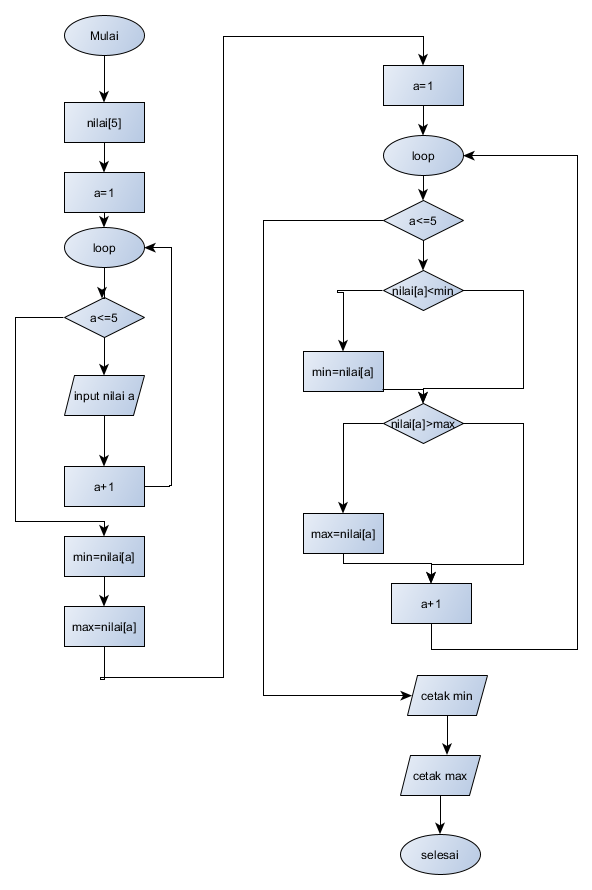 Mulai
nilai[5]
a=1
loop
a<=5
input nilai a
a+1
min=nilai[a]
max=nilai[a]
a=1
loop
a<=5
nilai[a]<min
min=nilai[a]
nilai[a]>max
max=nilai[a]
a+1
cetak min
cetak max
selesai